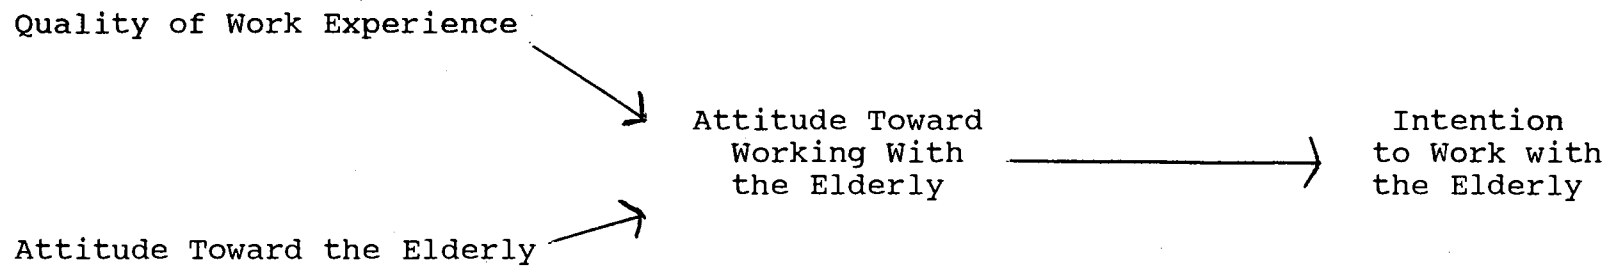 Quality of Work Experience
Attitude Toward
Working With
the Elderly
Intention
to Work with
the Elderly
Attitude Toward the Elderly